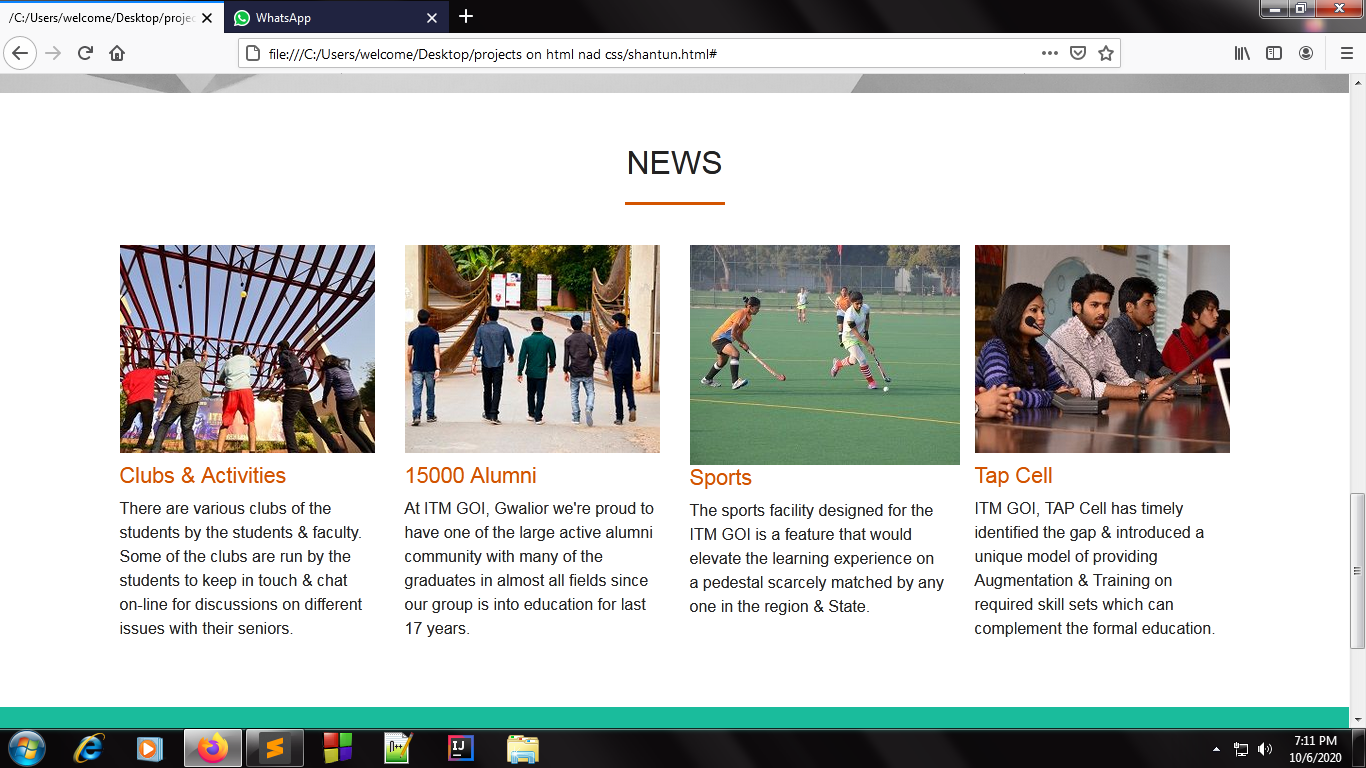 /C:/Users/welcome/Desktop/projec
WhatsApp
file:///C:/Users/welcome/Desktop/projects on html nad css/shantun.html#
NEWS
Clubs & Activities
There are various clubs of the
students by the students & faculty.
Some of the clubs are run by the
students to keep in touch & chat
on-line for discussions on different
issues with their seniors.
15000 Alumni
At ITM GOI, Gwalior we're proud to
have one of the large active alumni
community with many of the
graduates in almost all fields since
our group is into education for last
17 years.
Sports
The sports facility designed for the
ITM GOI is a feature that would
elevate the learning experience on
a pedestal scarcely matched by any
one in the region & State.
Tap Cell
ITM GOI, TAP Cell has timely
identified the gap & introduced a
unique model of providing
Augmentation & Training on
required skill sets which can
complement the formal education.
7:11 PM
10/6/2020